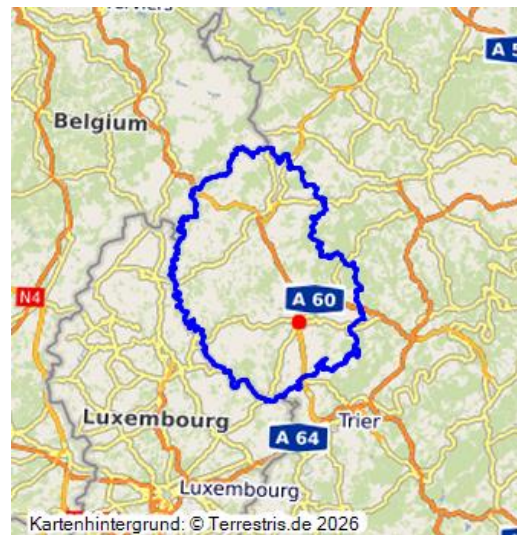 A 5
Belgium
N4
A 60
Luxembourg
Trier
A 64
Luxembourg
Kartenhintergrund: © Terrestris.de 2026